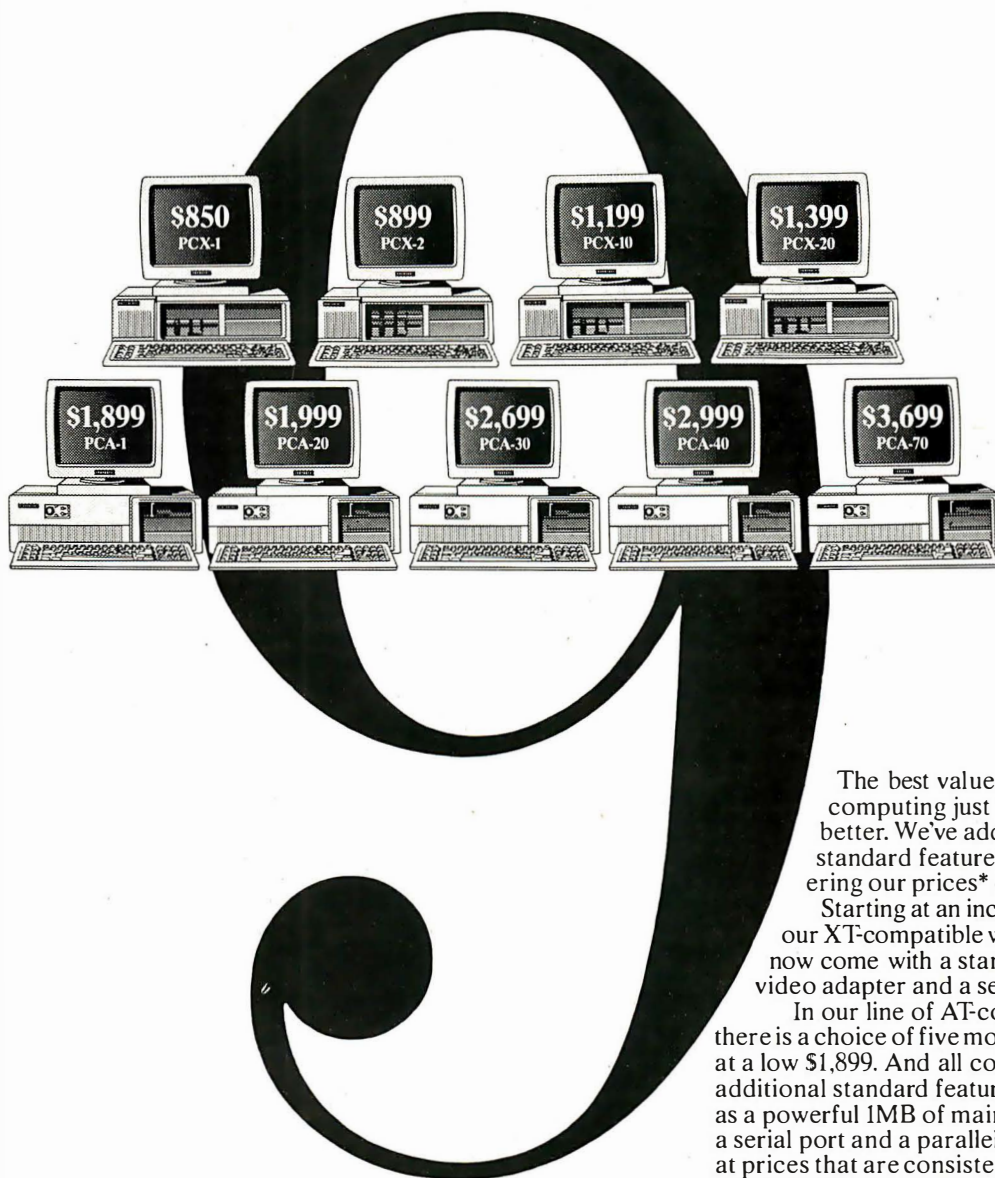 $850
PCX-1
$899
PCX-2
$1,199
PCX-10
$1,399
PCX-20
$1,899
PCA-1
$1,999
PCA-20
$2,699
PCA-30
$2,999
PCA-40
$3,699
PCA-70
9
The best value
computing just
better. We've add
standard feature
ering our prices*
Starting at an inc
our XT-compatible w
now come with a stan
video adapter and a se
In our line of AT-co
there is a choice of five mo
at a low $1,899. And all co
additional standard featur
as a powerful 1MB of main
a serial port and a parallel
at prices that are consiste